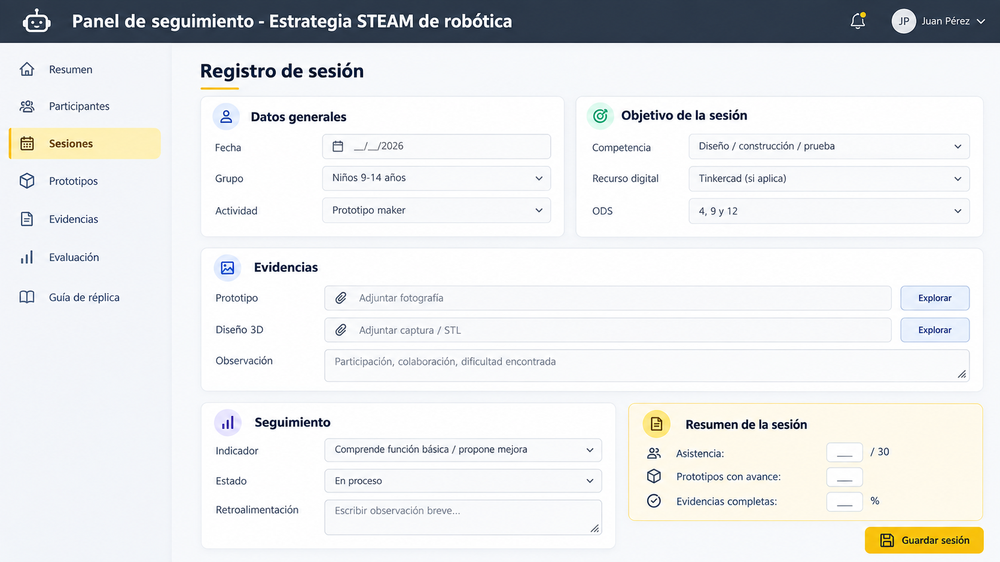 Panel de seguimiento - Estrategia STEAM de robótica
JP Juan Pérez
Resumen
Participantes
Sesiones
Prototipos
Evidencias
Evaluación
Guía de réplica
Registro de sesión
Datos generales
Fecha __/__/2026
Grupo Niños 9-14 años
Actividad Prototipo maker
Objetivo de la sesión
Competencia Diseño / construcción / prueba
Recurso digital Tinkercad (si aplica)
ODS 4, 9 y 12
Evidencias
Prototipo Adjuntar fotografía Explorar
Diseño 3D Adjuntar captura / STL Explorar
Observación Participación, colaboración, dificultad encontrada
Seguimiento
Indicador Comprende función básica / propone mejora
Estado En proceso
Retroalimentación Escribir observación breve...
Resumen de la sesión
Asistencia: ___ / 30
Prototipos con avance: ___
Evidencias completas: ___ %
Guardar sesión